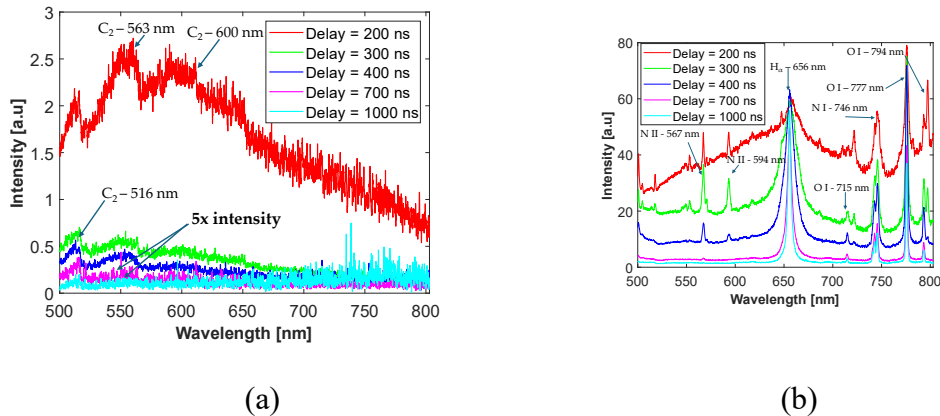 C₂ – 563 nm
C₂ – 600 nm
C₂ – 516 nm
5x intensity
Delay = 200 ns
Delay = 300 ns
Delay = 400 ns
Delay = 700 ns
Delay = 1000 ns
Intensity [a.u]
3
2.5
2
1.5
1
0.5
0
500
550
600
650
700
750
800
Wavelength [nm]
(a)
Delay = 200 ns
Delay = 300 ns
Delay = 400 ns
Delay = 700 ns
Delay = 1000 ns
Hα – 656 nm
O I – 794 nm
O I – 777 nm
N I – 746 nm
N II – 567 nm
N II – 594 nm
O I – 715 nm
Intensity [a.u]
80
60
40
20
0
500
550
600
650
700
750
800
Wavelength [nm]
(b)